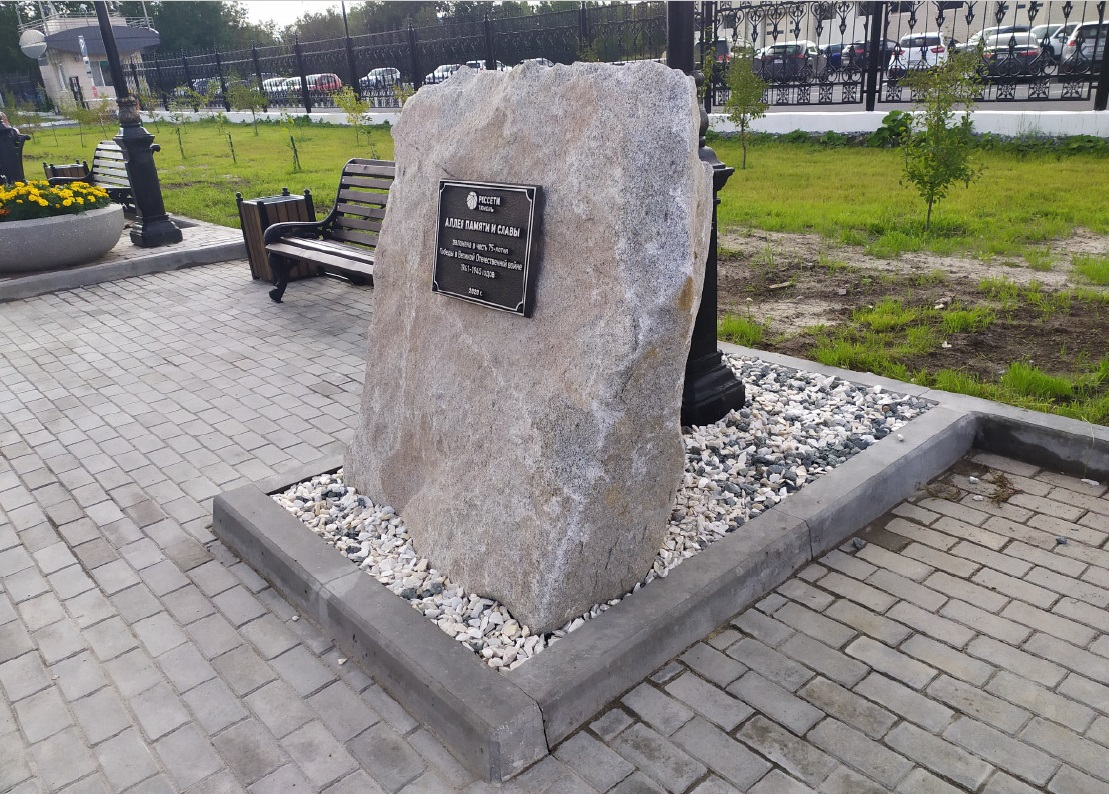 РОССЕТИ
ТЮМЕНЬ
АЛЛЕЯ ПАМЯТИ И СЛАВЫ
заложена в честь 75-летия
Победы в Великой Отечественной войне
1941-1945 годов
2020 г.